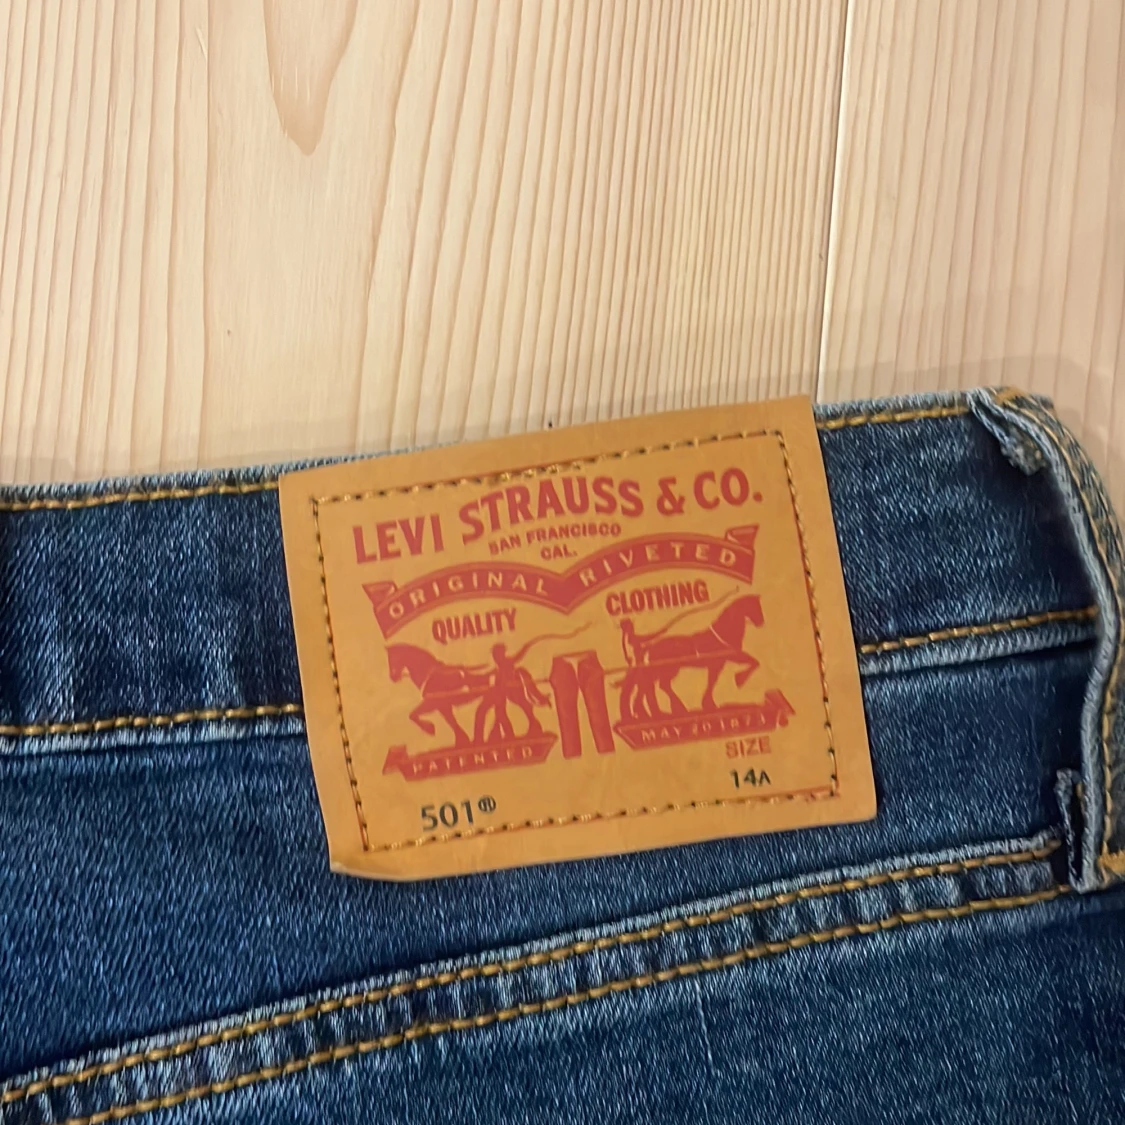 LEVI STRAUSS & CO.
SAN FRANCISCO
CAL.
ORIGINAL RIVETED
QUALITY CLOTHING
PATENTED MAY 20 1873
SIZE
501® 14A